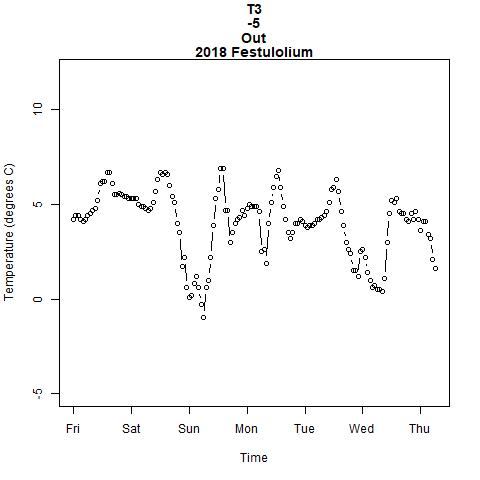 T3
-5
Out
2018 Festulolium
Temperature (degrees C)
10
5
0
-5
Fri Sat Sun Mon Tue Wed Thu
Time